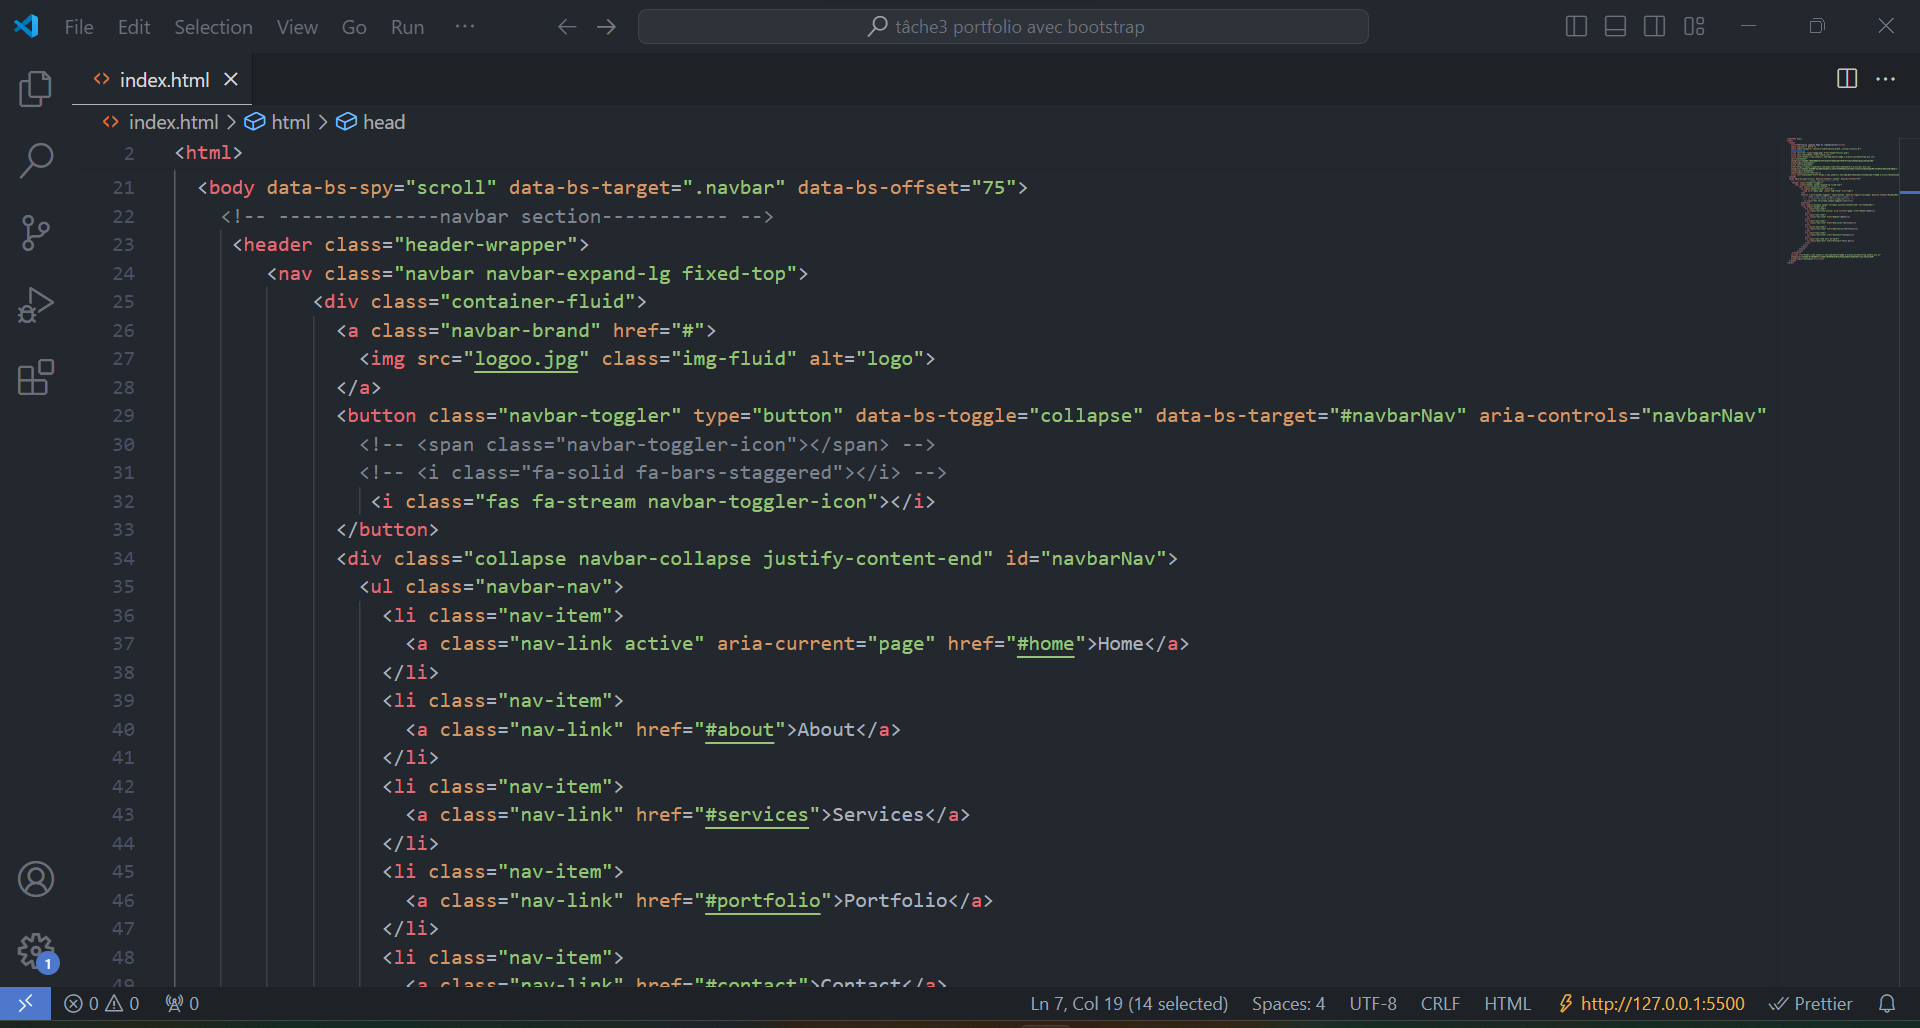 File Edit Selection View Go Run ··· tâche3 portfolio avec bootstrap
index.html
index.html > html > head
2 <html>
21 <body data-bs-spy="scroll" data-bs-target=".navbar" data-bs-offset="75">
22 <!-- --------------navbar section----------- -->
23 <header class="header-wrapper">
24 <nav class="navbar navbar-expand-lg fixed-top">
25 <div class="container-fluid">
26 <a class="navbar-brand" href="#">
27 <img src="logoo.jpg" class="img-fluid" alt="logo">
28 </a>
29 <button class="navbar-toggler" type="button" data-bs-toggle="collapse" data-bs-target="#navbarNav" aria-controls="navbarNav"
30 <!-- <span class="navbar-toggler-icon"></span> -->
31 <!-- <i class="fa-solid fa-bars-staggered"></i> -->
32 <i class="fas fa-stream navbar-toggler-icon"></i>
33 </button>
34 <div class="collapse navbar-collapse justify-content-end" id="navbarNav">
35 <ul class="navbar-nav">
36 <li class="nav-item">
37 <a class="nav-link active" aria-current="page" href="#home">Home</a>
38 </li>
39 <li class="nav-item">
40 <a class="nav-link" href="#about">About</a>
41 </li>
42 <li class="nav-item">
43 <a class="nav-link" href="#services">Services</a>
44 </li>
45 <li class="nav-item">
46 <a class="nav-link" href="#portfolio">Portfolio</a>
47 </li>
48 <li class="nav-item">
49 <a class="nav-link" href="#contact">Contact</a>
1
0 0 0 Ln 7, Col 19 (14 selected) Spaces: 4 UTF-8 CRLF HTML http://127.0.0.1:5500 Prettier